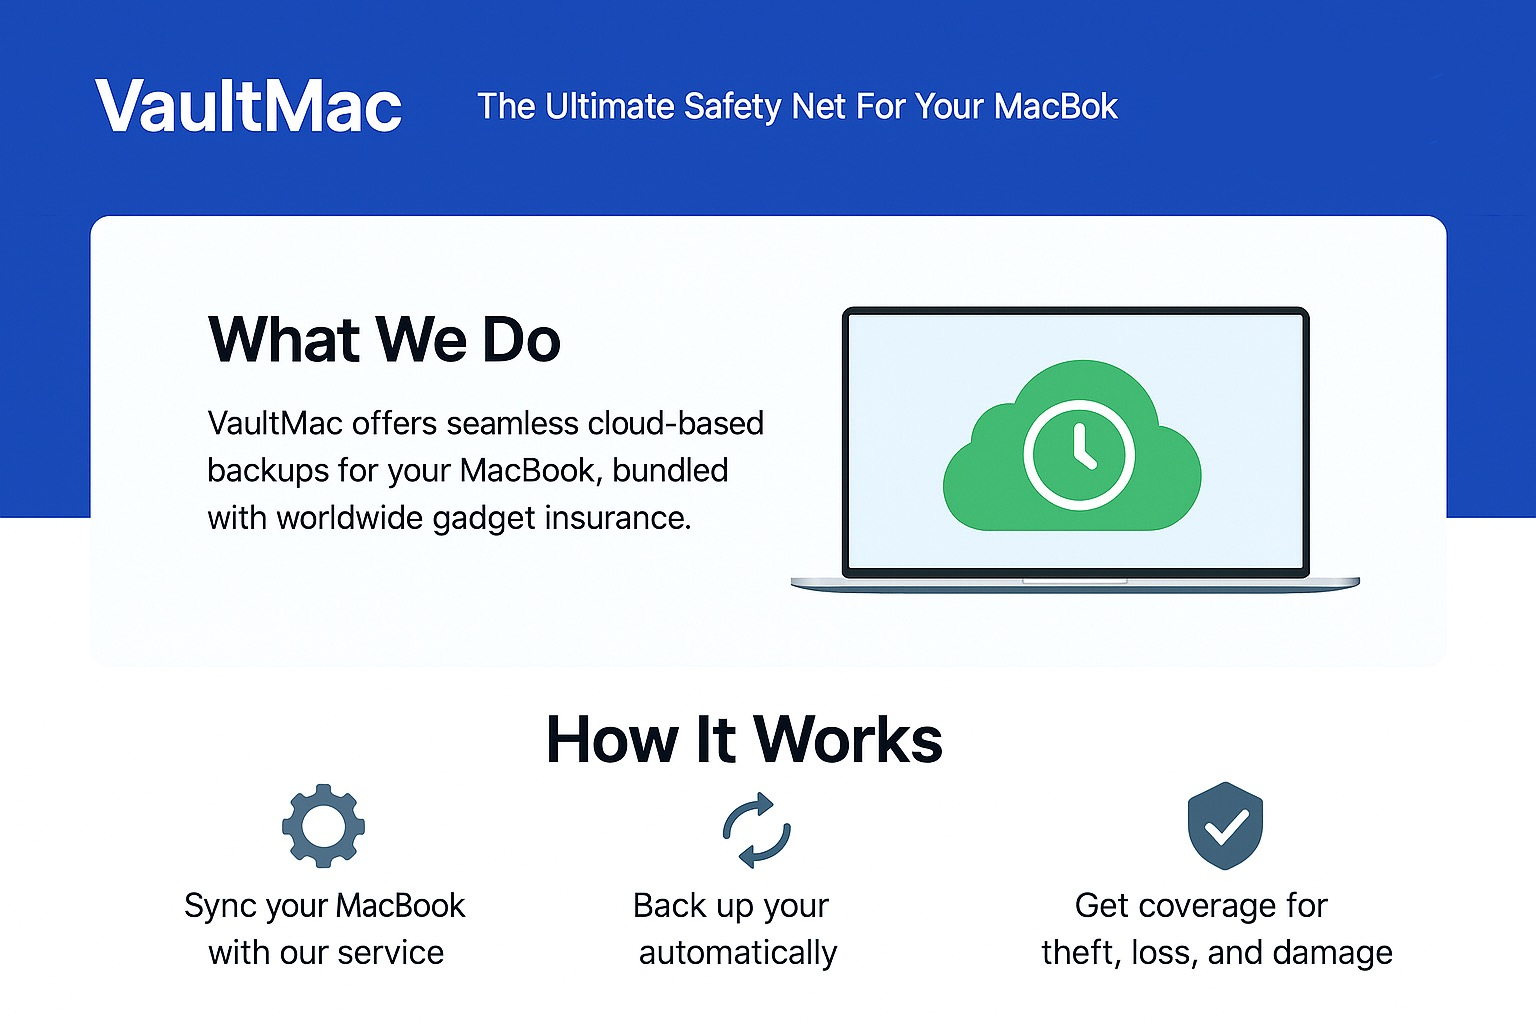 VaultMac
The Ultimate Safety Net For Your MacBok
What We Do
VaultMac offers seamless cloud-based
backups for your MacBook, bundled
with worldwide gadget insurance.
How It Works
Sync your MacBook
with our service
Back up your
automatically
Get coverage for
theft, loss, and damage